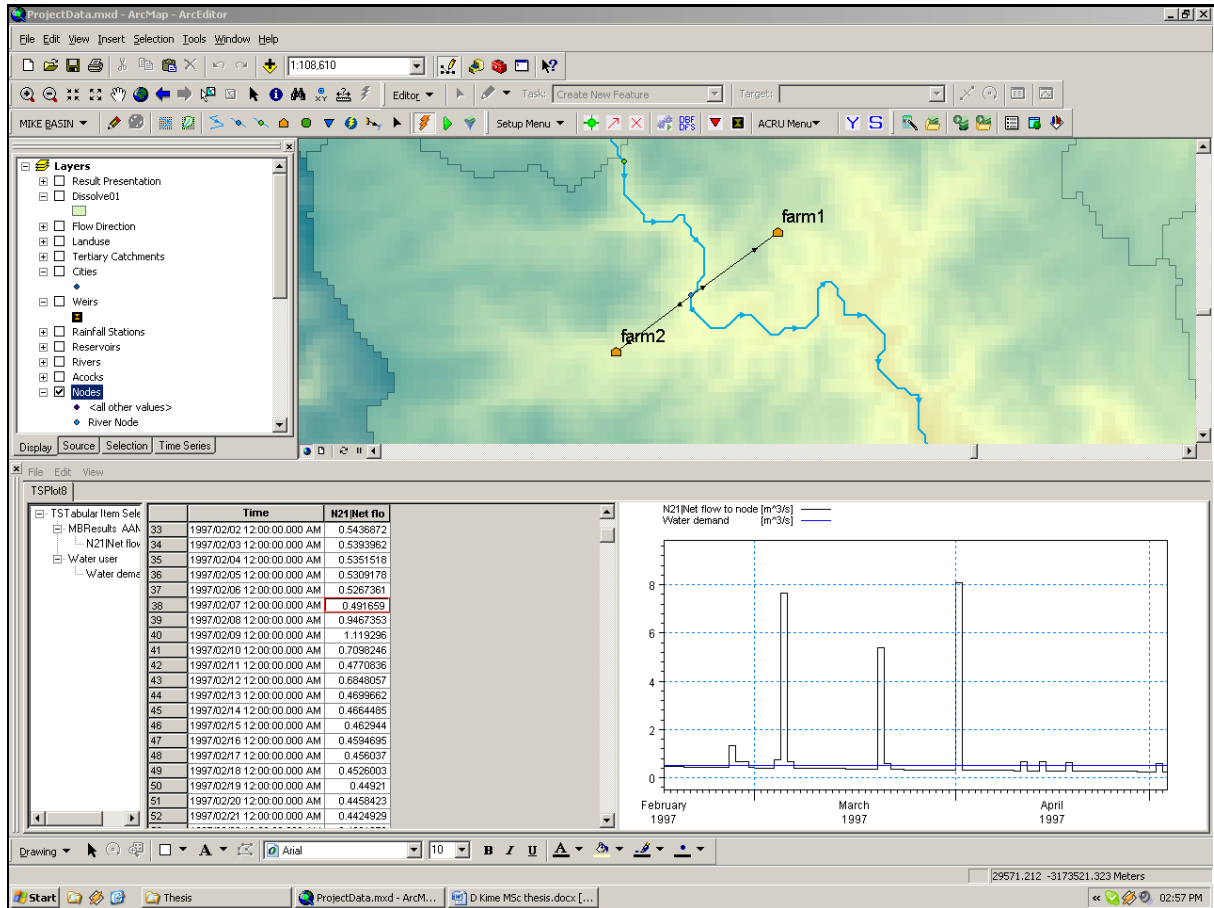 ProjectData.mxd - ArcMap - ArcEditor
File Edit View Insert Selection Tools Window Help
1:108,610
Editor Task: Create New Feature Target:
MIKE BASIN Setup Menu DBF DFS ACRU Menu Y S
Layers
Result Presentation
Dissolve01
Flow Direction
Landuse
Tertiary Catchments
Cities
Weirs
Rainfall Stations
Reservoirs
Rivers
Acocks
Nodes
<all other values>
River Node
Display Source Selection Time Series
farm1
farm2
File Edit View
TSPlot8
TSTabular Item Sele
MBResults AAN
N21|Net flow
Water user
Water dema
Time N21|Net flo
33 1997/02/02 12:00:00.000 AM 0.5436872
34 1997/02/03 12:00:00.000 AM 0.5393962
35 1997/02/04 12:00:00.000 AM 0.5351518
36 1997/02/05 12:00:00.000 AM 0.5309178
37 1997/02/06 12:00:00.000 AM 0.5267361
38 1997/02/07 12:00:00.000 AM 0.491659
39 1997/02/08 12:00:00.000 AM 0.9467353
40 1997/02/09 12:00:00.000 AM 1.119296
41 1997/02/10 12:00:00.000 AM 0.7098246
42 1997/02/11 12:00:00.000 AM 0.4770836
43 1997/02/12 12:00:00.000 AM 0.6848057
44 1997/02/13 12:00:00.000 AM 0.4699662
45 1997/02/14 12:00:00.000 AM 0.4664485
46 1997/02/15 12:00:00.000 AM 0.462944
47 1997/02/16 12:00:00.000 AM 0.4594695
48 1997/02/17 12:00:00.000 AM 0.456037
49 1997/02/18 12:00:00.000 AM 0.4526003
50 1997/02/19 12:00:00.000 AM 0.44921
51 1997/02/20 12:00:00.000 AM 0.4458423
52 1997/02/21 12:00:00.000 AM 0.4424929
N21|Net flow to node [m^3/s]
Water demand [m^3/s]
8
6
4
2
0
February March April
1997 1997 1997
Drawing A Arial 10 B I U A
29571.212 -3173521.323 Meters
Start Thesis ProjectData.mxd - ArcM... D Kime MSc thesis.docx [... 02:57 PM